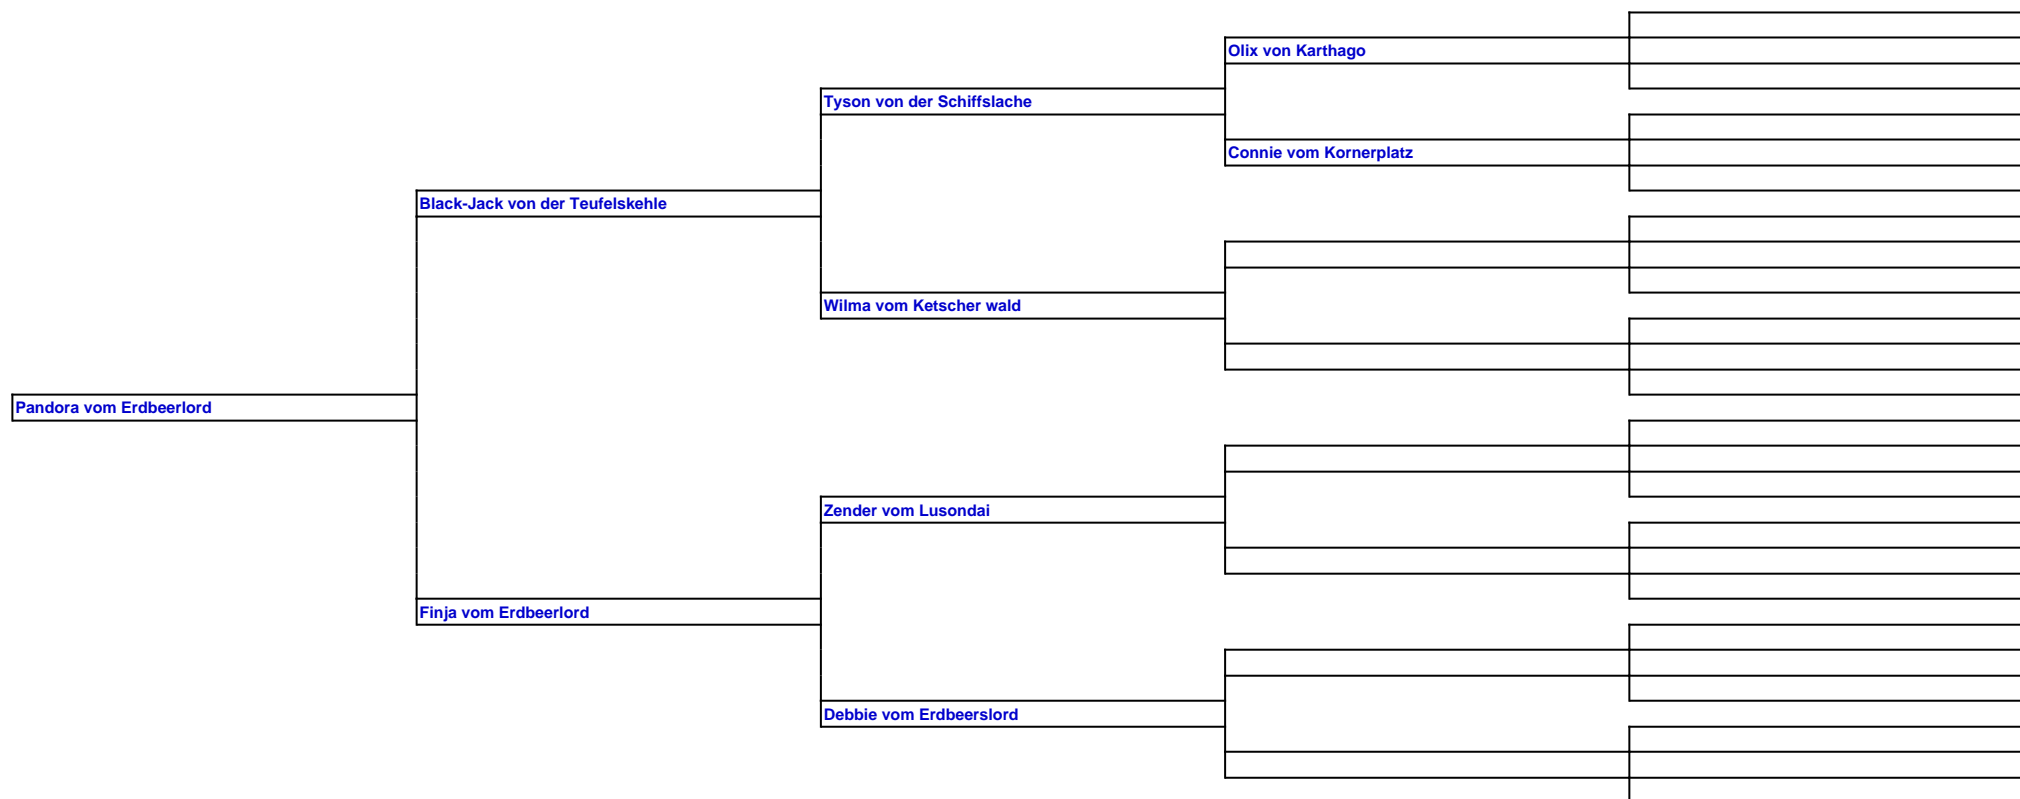 Olix von Karthago
Tyson von der Schiffslache
Connie vom Kornerplatz
Black-Jack von der Teufelskehle
Wilma vom Ketscher wald
Pandora vom Erdbeerlord
Zender vom Lusondai
Finja vom Erdbeerlord
Debbie vom Erdbeerslord